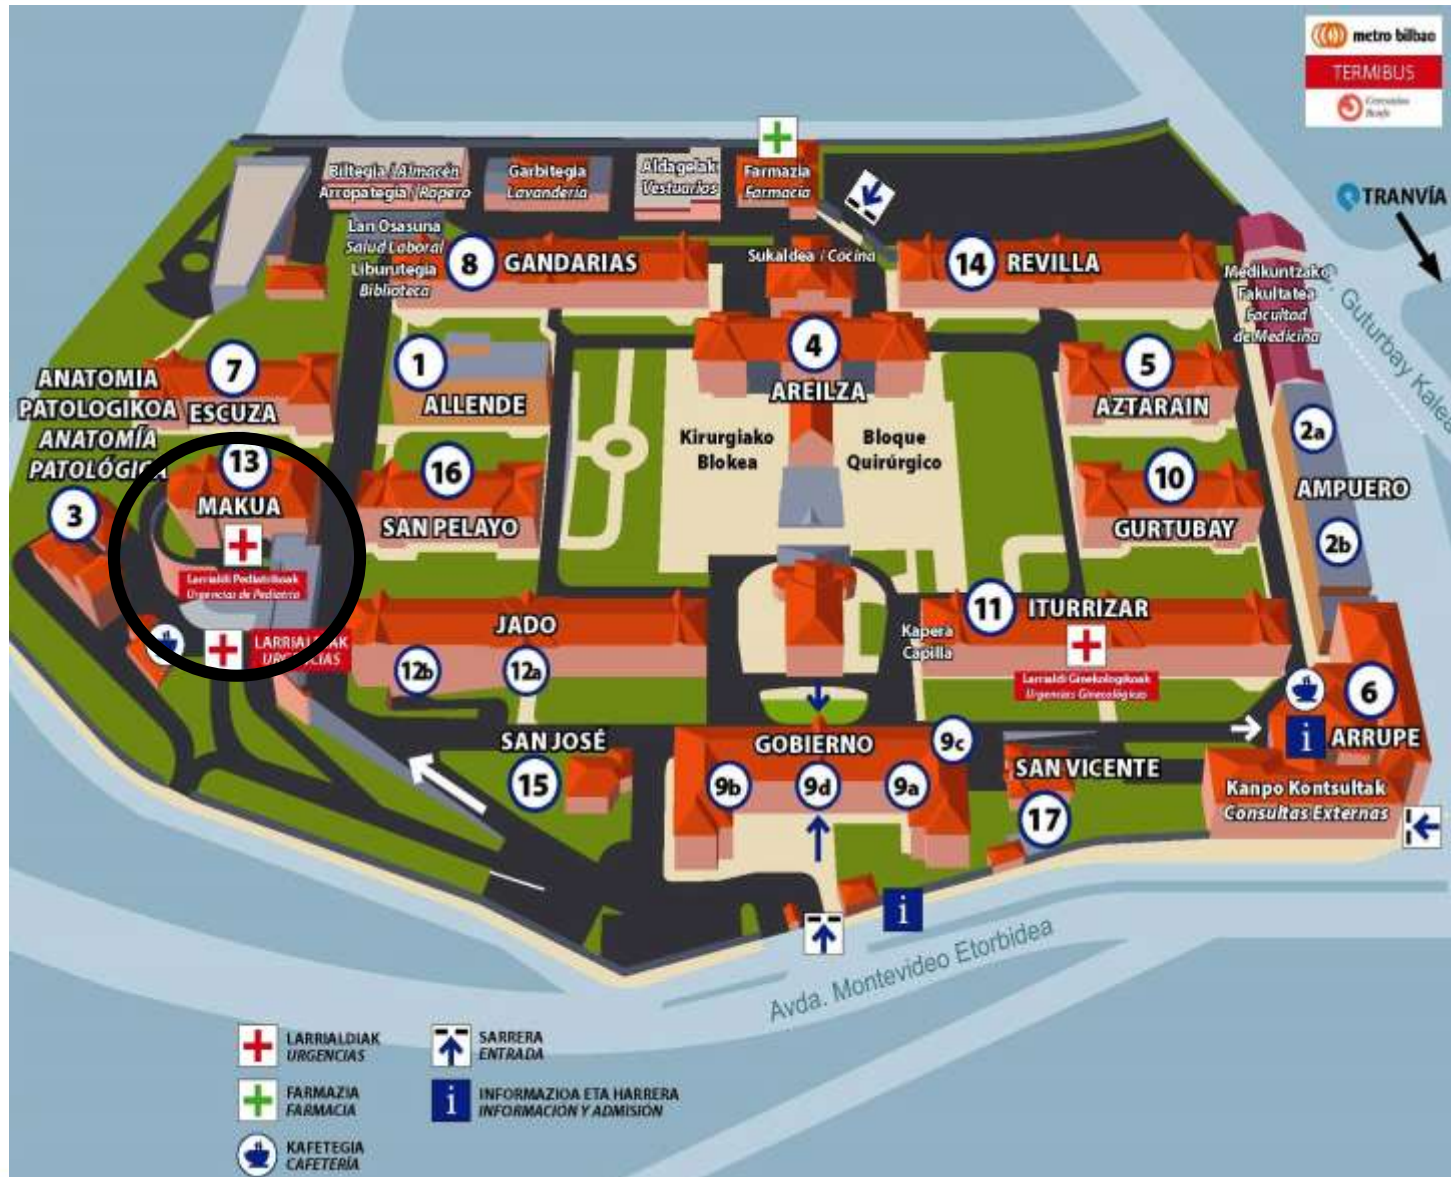 metro bilbao
TERMIBUS
TRANVÍA
Biltegia / Almacén
Arropategia / Ropero
Garbitegia
Lavandería
Aldagelak
Vestuarios
Farmazia
Farmacia
Lan Osasuna
Salud Laboral
Liburutegia
Biblioteca
8 GANDARIAS
Sukaldea / Cocina
14 REVILLA
Medikuntzako
Fakultatea
Facultad
de Medicina
Guturbay Kalea
7
ESCUZA
1
ALLENDE
4
AREILZA
5
AZTARAIN
ANATOMIA
PATOLOGIKOA
ANATOMÍA
PATOLÓGICA
3
13
MAKUA
Larrialdi Pediatrikoak
Urgencias de Pediatría
16
SAN PELAYO
Kirurgiako
Blokea
Bloque
Quirúrgico
10
GURTUBAY
2a
AMPUERO
2b
LARRIALDIAK
URGENCIAS
JADO
12b
12a
11 ITURRIZAR
Kapera
Capilla
Larrialdi Ginekologikoak
Urgencias Ginecológicas
6
i ARRUPE
Kanpo Kontsultak
Consultas Externas
SAN JOSÉ
15
GOBIERNO
9c
9b
9d
9a
SAN VICENTE
17
i
Avda. Montevideo Etorbidea
LARRIALDIAK
URGENCIAS
FARMAZIA
FARMACIA
KAFETEGIA
CAFETERÍA
SARRERA
ENTRADA
i INFORMAZIOA ETA HARRERA
INFORMACIÓN Y ADMISIÓN